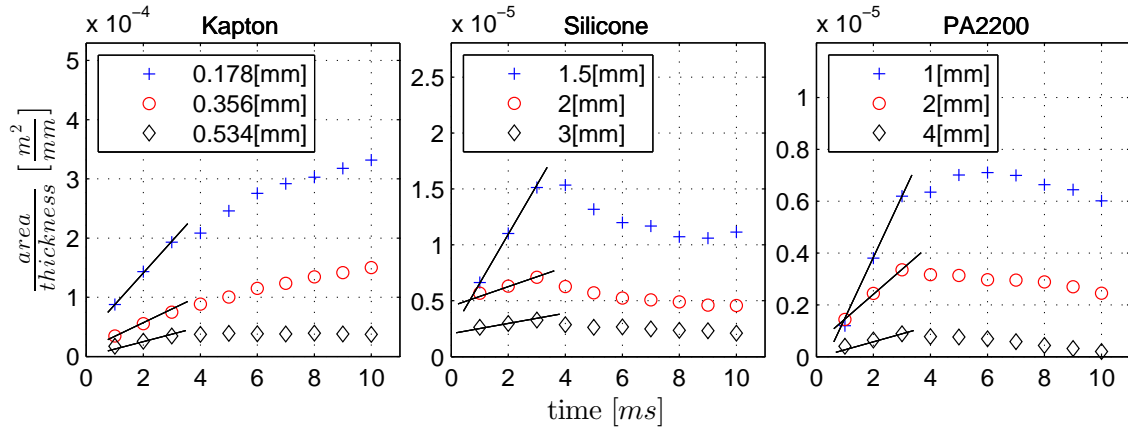 x 10⁻⁴
Kapton
5
4
3
2
1
0
0 2 4 6 8 10
0.178[mm]
0.356[mm]
0.534[mm]
area/thickness [m²/mm]
x 10⁻⁵
Silicone
2.5
2
1.5
1
0.5
0
0 2 4 6 8 10
1.5[mm]
2[mm]
3[mm]
time [ms]
x 10⁻⁵
PA2200
1
0.8
0.6
0.4
0.2
0
0 2 4 6 8 10
1[mm]
2[mm]
4[mm]